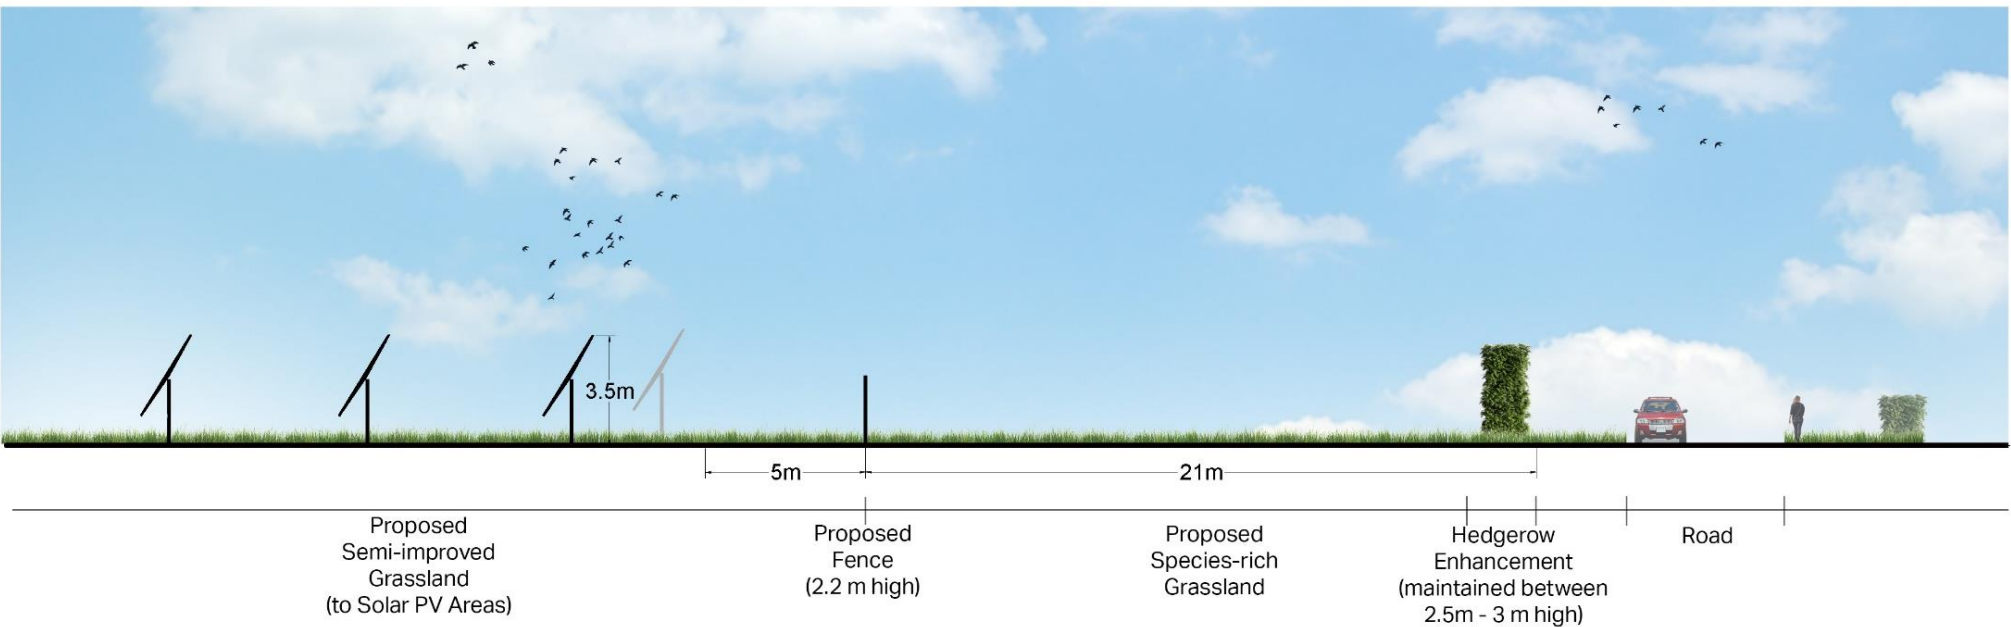 3.5m
5m
21m
Proposed
Semi-improved
Grassland
(to Solar PV Areas)
Proposed
Fence
(2.2 m high)
Proposed
Species-rich
Grassland
Hedgerow
Enhancement
(maintained between
2.5m - 3 m high)
Road